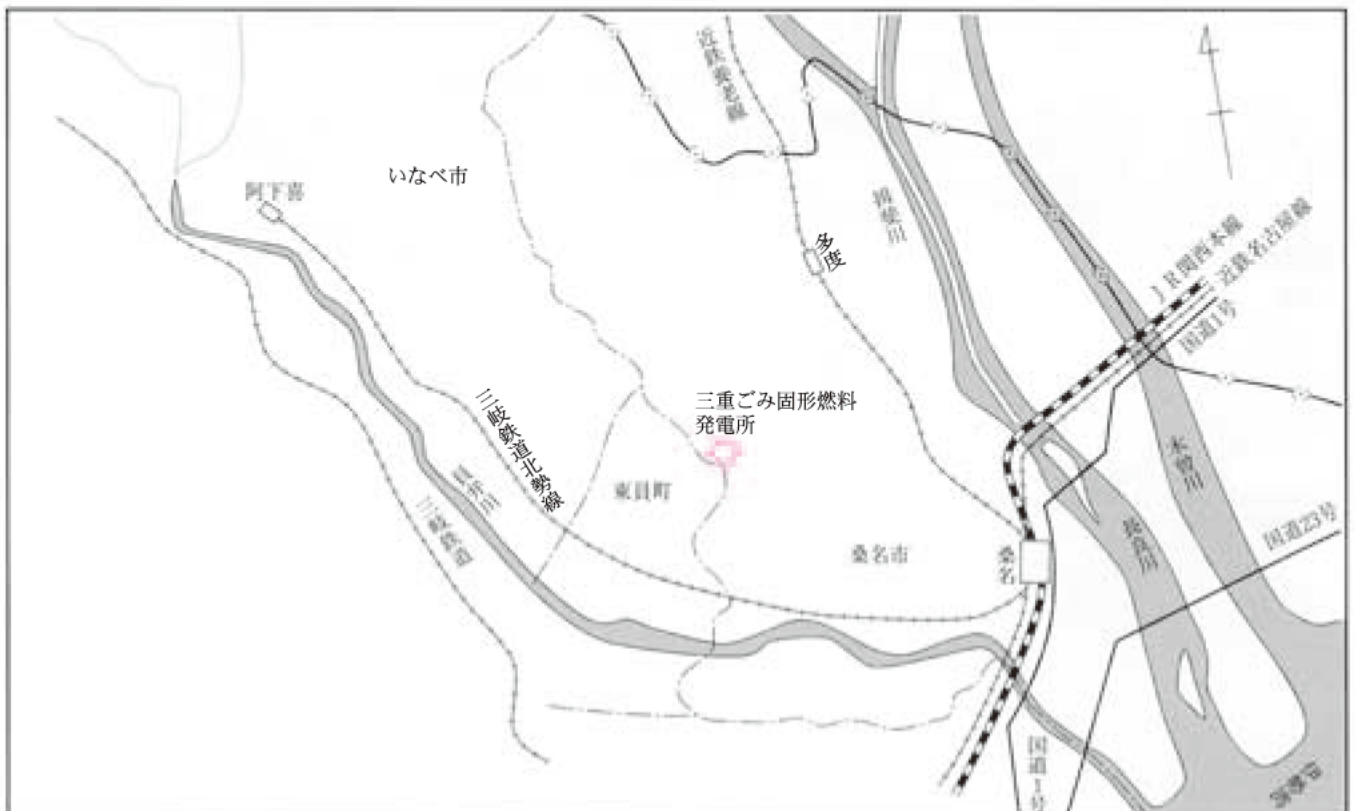 近鉄養老線
いなべ市
阿下喜
多度
揖斐川
JR関西本線
近鉄名古屋線
国道1号
三重ごみ固形燃料
発電所
三岐鉄道北勢線
員弁川
三岐鉄道
東員町
桑名市
桑名
木曽川
長良川
国道23号
国道1号